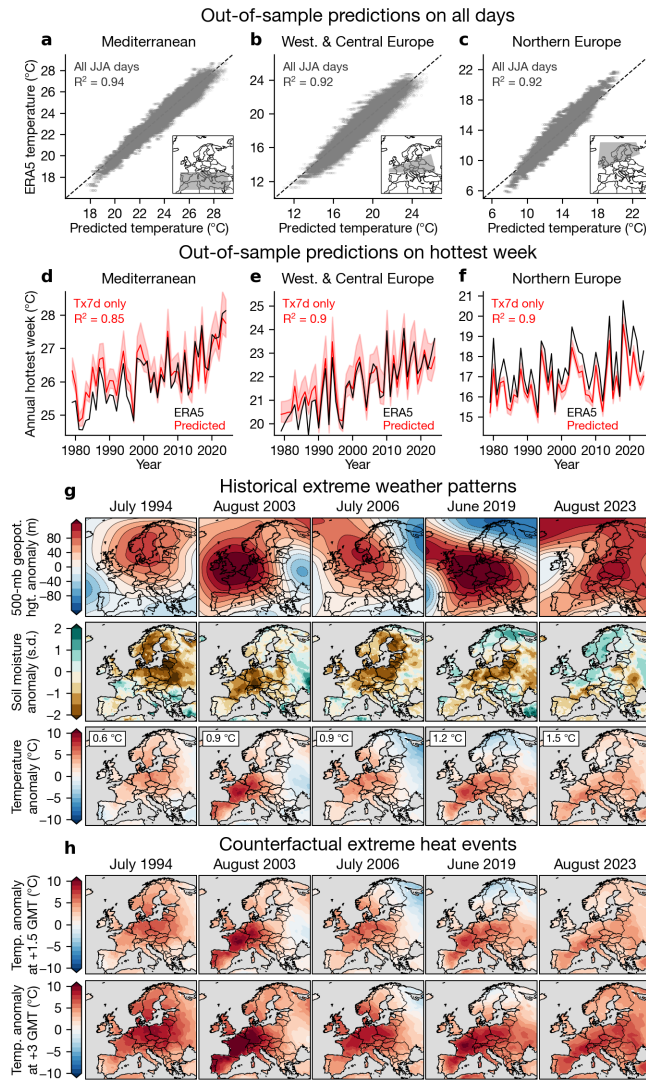 Out-of-sample predictions on all days
a Mediterranean
b West. & Central Europe
c Northern Europe
ERA5 temperature (°C)
28
26
24
22
20
18
All JJA days
R² = 0.94
24
20
16
12
All JJA days
R² = 0.92
22
18
14
10
6
All JJA days
R² = 0.92
18 20 22 24 26 28
12 16 20 24
6 10 14 18 22
Predicted temperature (°C)
Predicted temperature (°C)
Predicted temperature (°C)
Out-of-sample predictions on hottest week
d Mediterranean
e West. & Central Europe
f Northern Europe
Annual hottest week (°C)
28
27
26
25
Tx7d only
R² = 0.85
ERA5
Predicted
25
24
23
22
21
20
Tx7d only
R² = 0.9
ERA5
Predicted
21
20
19
18
17
16
15
Tx7d only
R² = 0.9
ERA5
Predicted
1980 1990 2000 2010 2020
1980 1990 2000 2010 2020
1980 1990 2000 2010 2020
Year
Year
Year
g Historical extreme weather patterns
July 1994 August 2003 July 2006 June 2019 August 2023
500-mb geopot.
hgt. anomaly (m)
80
40
0
−40
−80
Soil moisture
anomaly (s.d.)
2
1
0
−1
−2
Temperature
anomaly (°C)
10
5
0
−5
−10
0.6 °C 0.9 °C 0.9 °C 1.2 °C 1.5 °C
h Counterfactual extreme heat events
July 1994 August 2003 July 2006 June 2019 August 2023
Temp. anomaly
at +1.5 GMT (°C)
10
5
0
−5
−10
Temp. anomaly
at +3 GMT (°C)
10
5
0
−5
−10